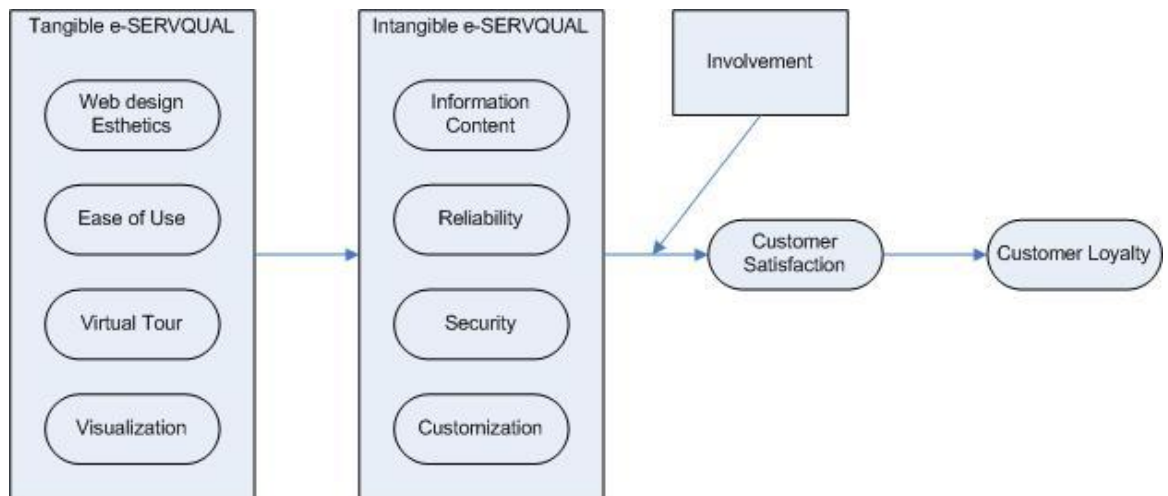 Tangible e-SERVQUAL
Web design
Esthetics
Ease of Use
Virtual Tour
Visualization
Intangible e-SERVQUAL
Information
Content
Reliability
Security
Customization
Involvement
Customer
Satisfaction
Customer Loyalty